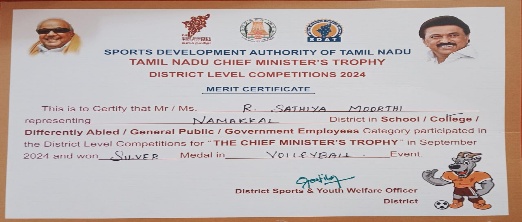 SPORTS DEVELOPMENT AUTHORITY OF TAMIL NADU
TAMIL NADU CHIEF MINISTER'S TROPHY
DISTRICT LEVEL COMPETITIONS 2024
MERIT CERTIFICATE
This is to Certify that Mr / Ms. R. SATHIYA MOORTHI
representing NAMAKKAL District in School / College /
Differently Abled / General Public / Government Employees Category participated in
the District Level Competitions for "THE CHIEF MINISTER'S TROPHY" in September
2024 and won SILVER Medal in VOLLEYBALL Event.
District Sports & Youth Welfare Officer
District